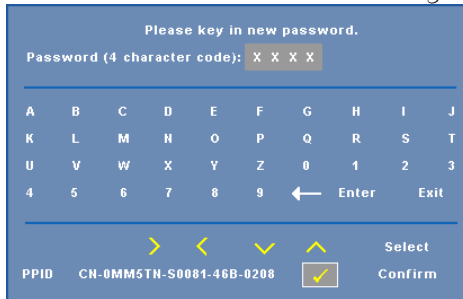 Please key in new password.
Password (4 character code): X X X X
A B C D E F G H I J
K L M N O P Q R S T
U V W X Y Z 0 1 2 3
4 5 6 7 8 9 ← Enter Exit
> < ∨ ∧ Select
PPID CN-0MM5TN-S0081-46B-0208 ✓ Confirm